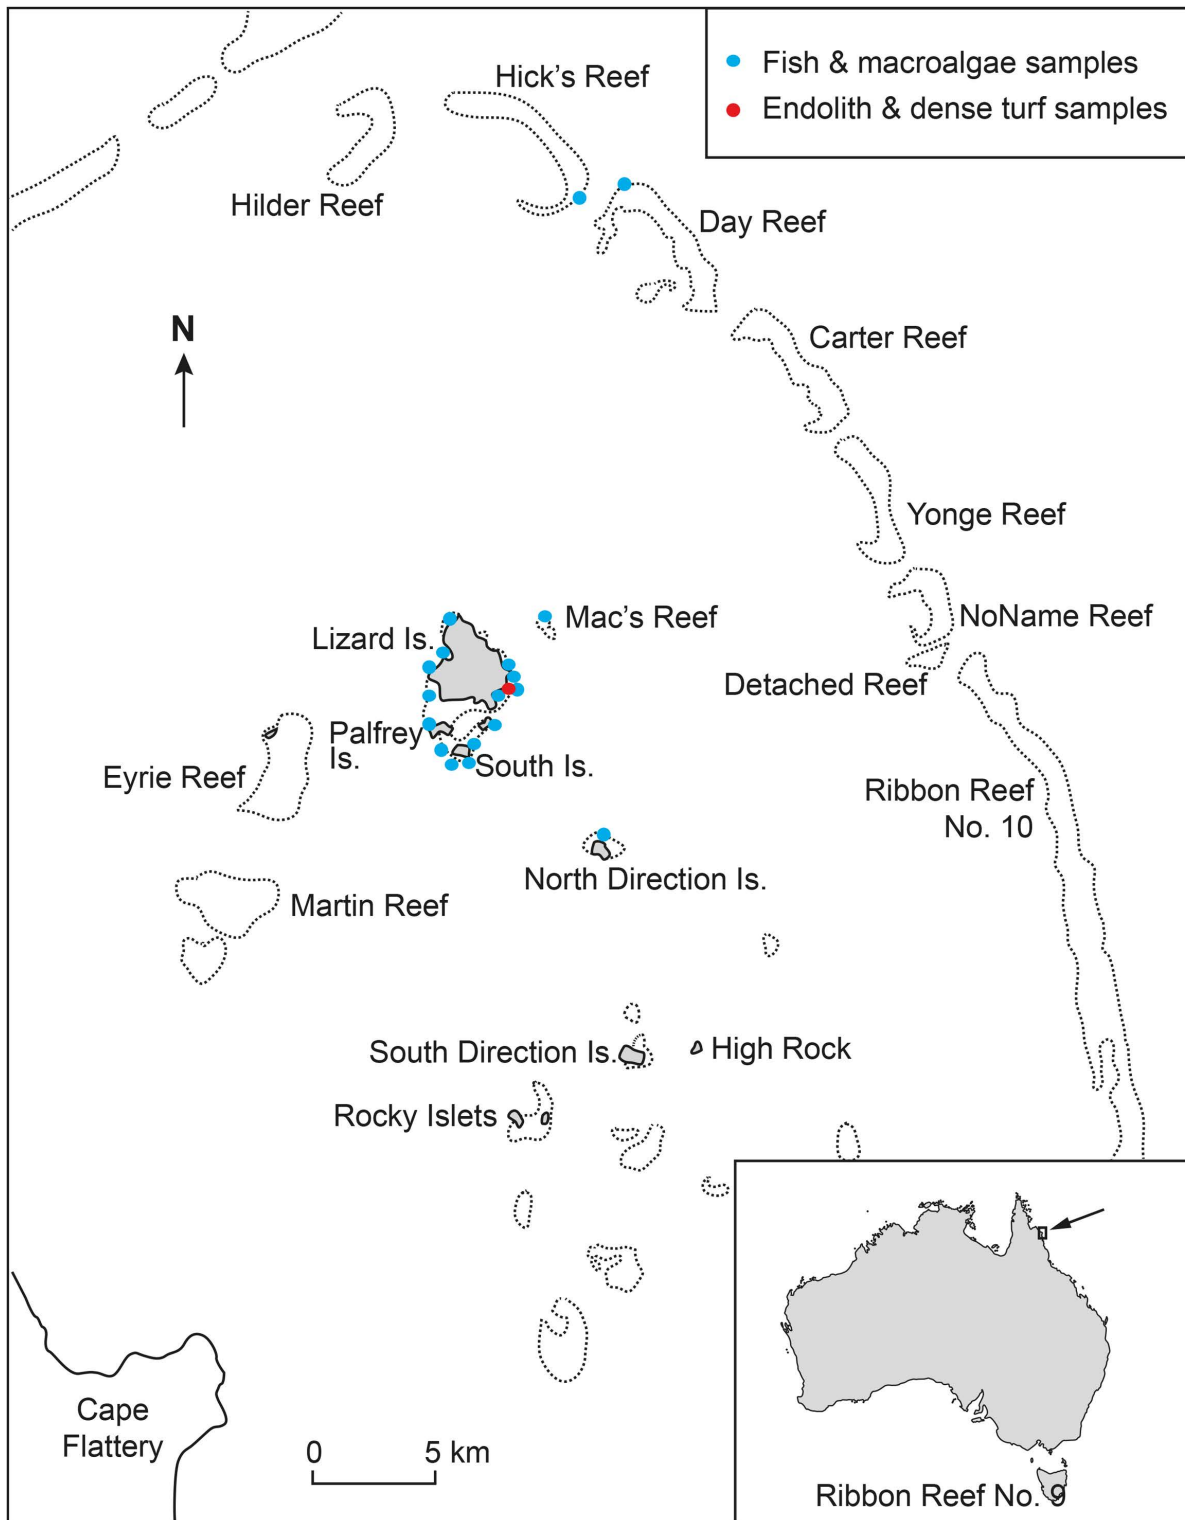 Hick's Reef
Fish & macroalgae samples
Endolith & dense turf samples
Hilder Reef
Day Reef
N
Carter Reef
Yonge Reef
Lizard Is.
Mac's Reef
NoName Reef
Detached Reef
Palfrey
Is.
Eyrie Reef
South Is.
Ribbon Reef
No. 10
North Direction Is.
Martin Reef
South Direction Is.
High Rock
Rocky Islets
Cape
Flattery
0 5 km
Ribbon Reef No. 9